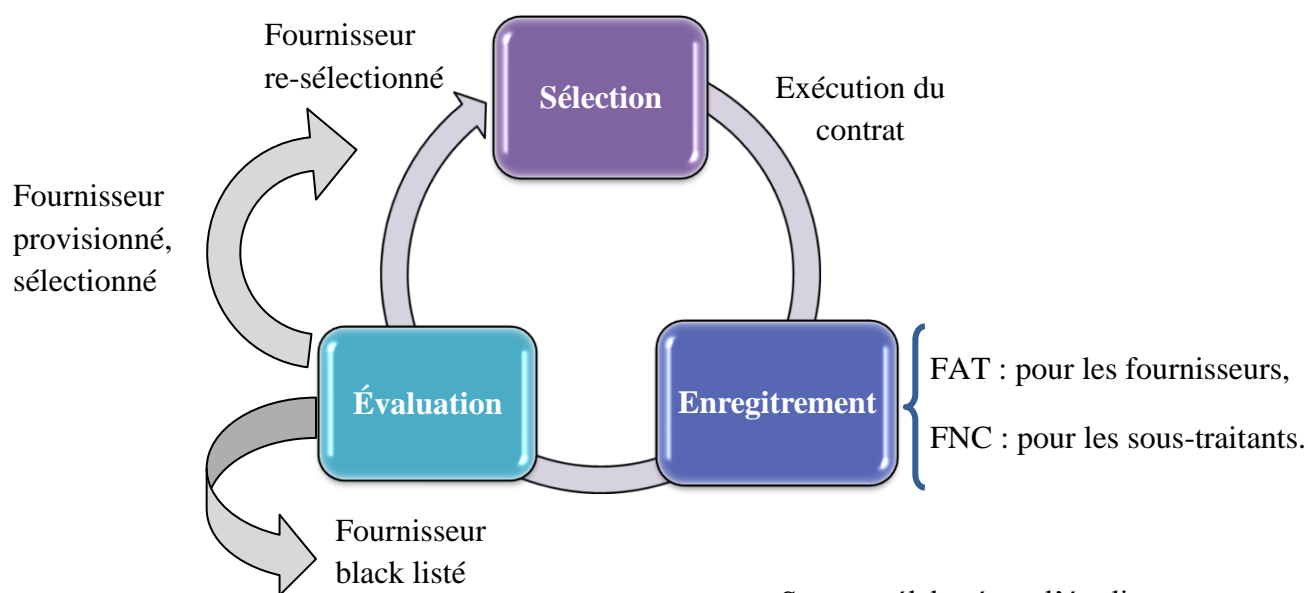 Fournisseur
re-sélectionné
Sélection
Exécution du
contrat
Fournisseur
provisionné,
sélectionné
Évaluation
Enregitrement
FAT : pour les fournisseurs,
FNC : pour les sous-traitants.
Fournisseur
black listé